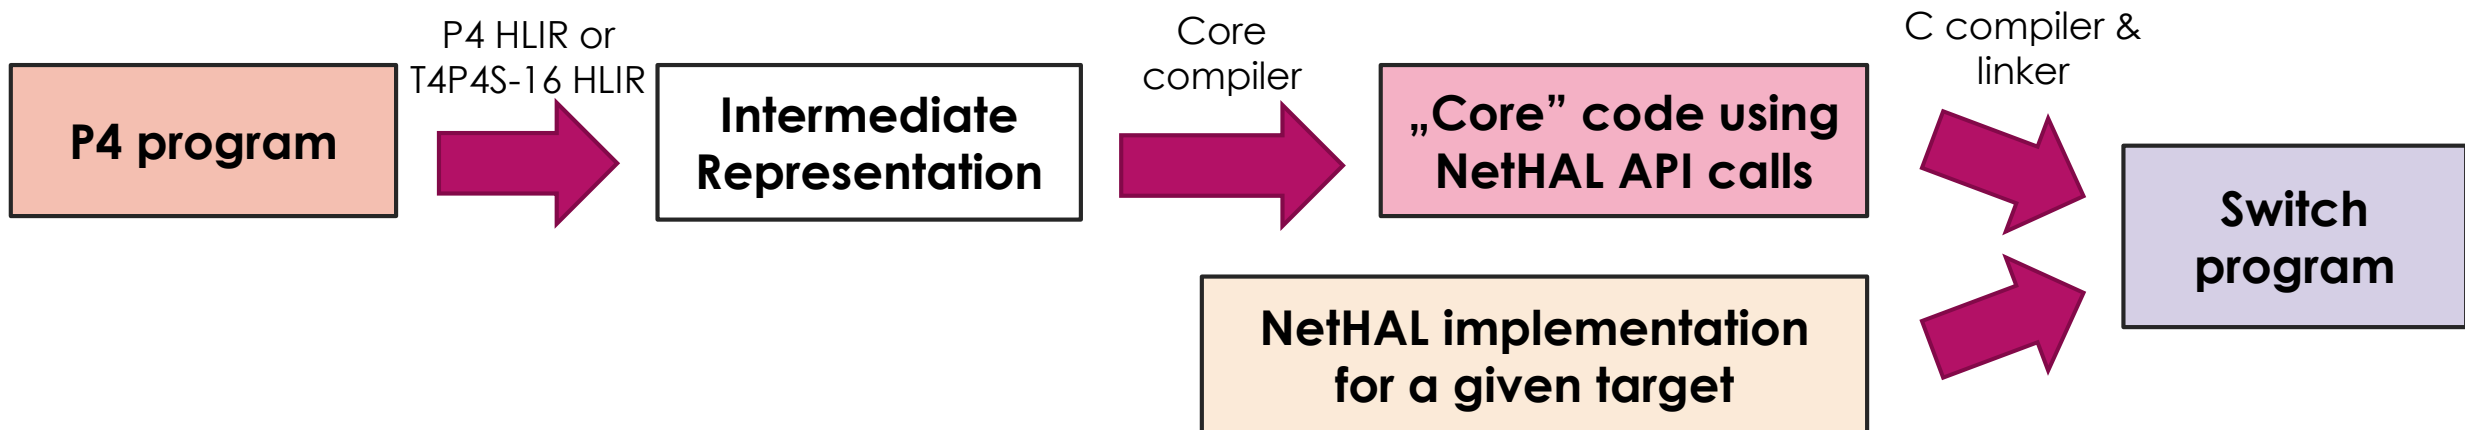 P4 program
P4 HLIR or
T4P4S-16 HLIR
Intermediate
Representation
Core
compiler
„Core” code using
NetHAL API calls
C compiler &
linker
NetHAL implementation
for a given target
Switch
program